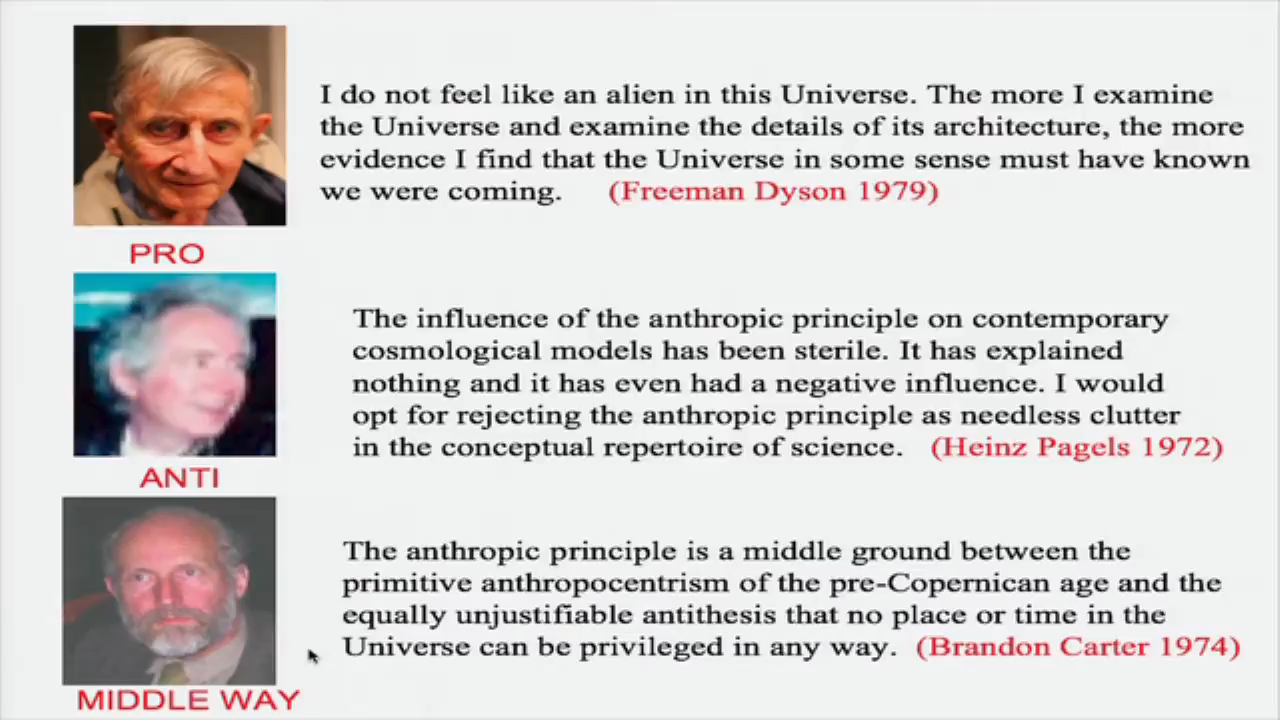 I do not feel like an alien in this Universe. The more I examine
the Universe and examine the details of its architecture, the more
evidence I find that the Universe in some sense must have known
we were coming. (Freeman Dyson 1979)
PRO
The influence of the anthropic principle on contemporary
cosmological models has been sterile. It has explained
nothing and it has even had a negative influence. I would
opt for rejecting the anthropic principle as needless clutter
in the conceptual repertoire of science. (Heinz Pagels 1972)
ANTI
The anthropic principle is a middle ground between the
primitive anthropocentrism of the pre-Copernican age and the
equally unjustifiable antithesis that no place or time in the
Universe can be privileged in any way. (Brandon Carter 1974)
MIDDLE WAY